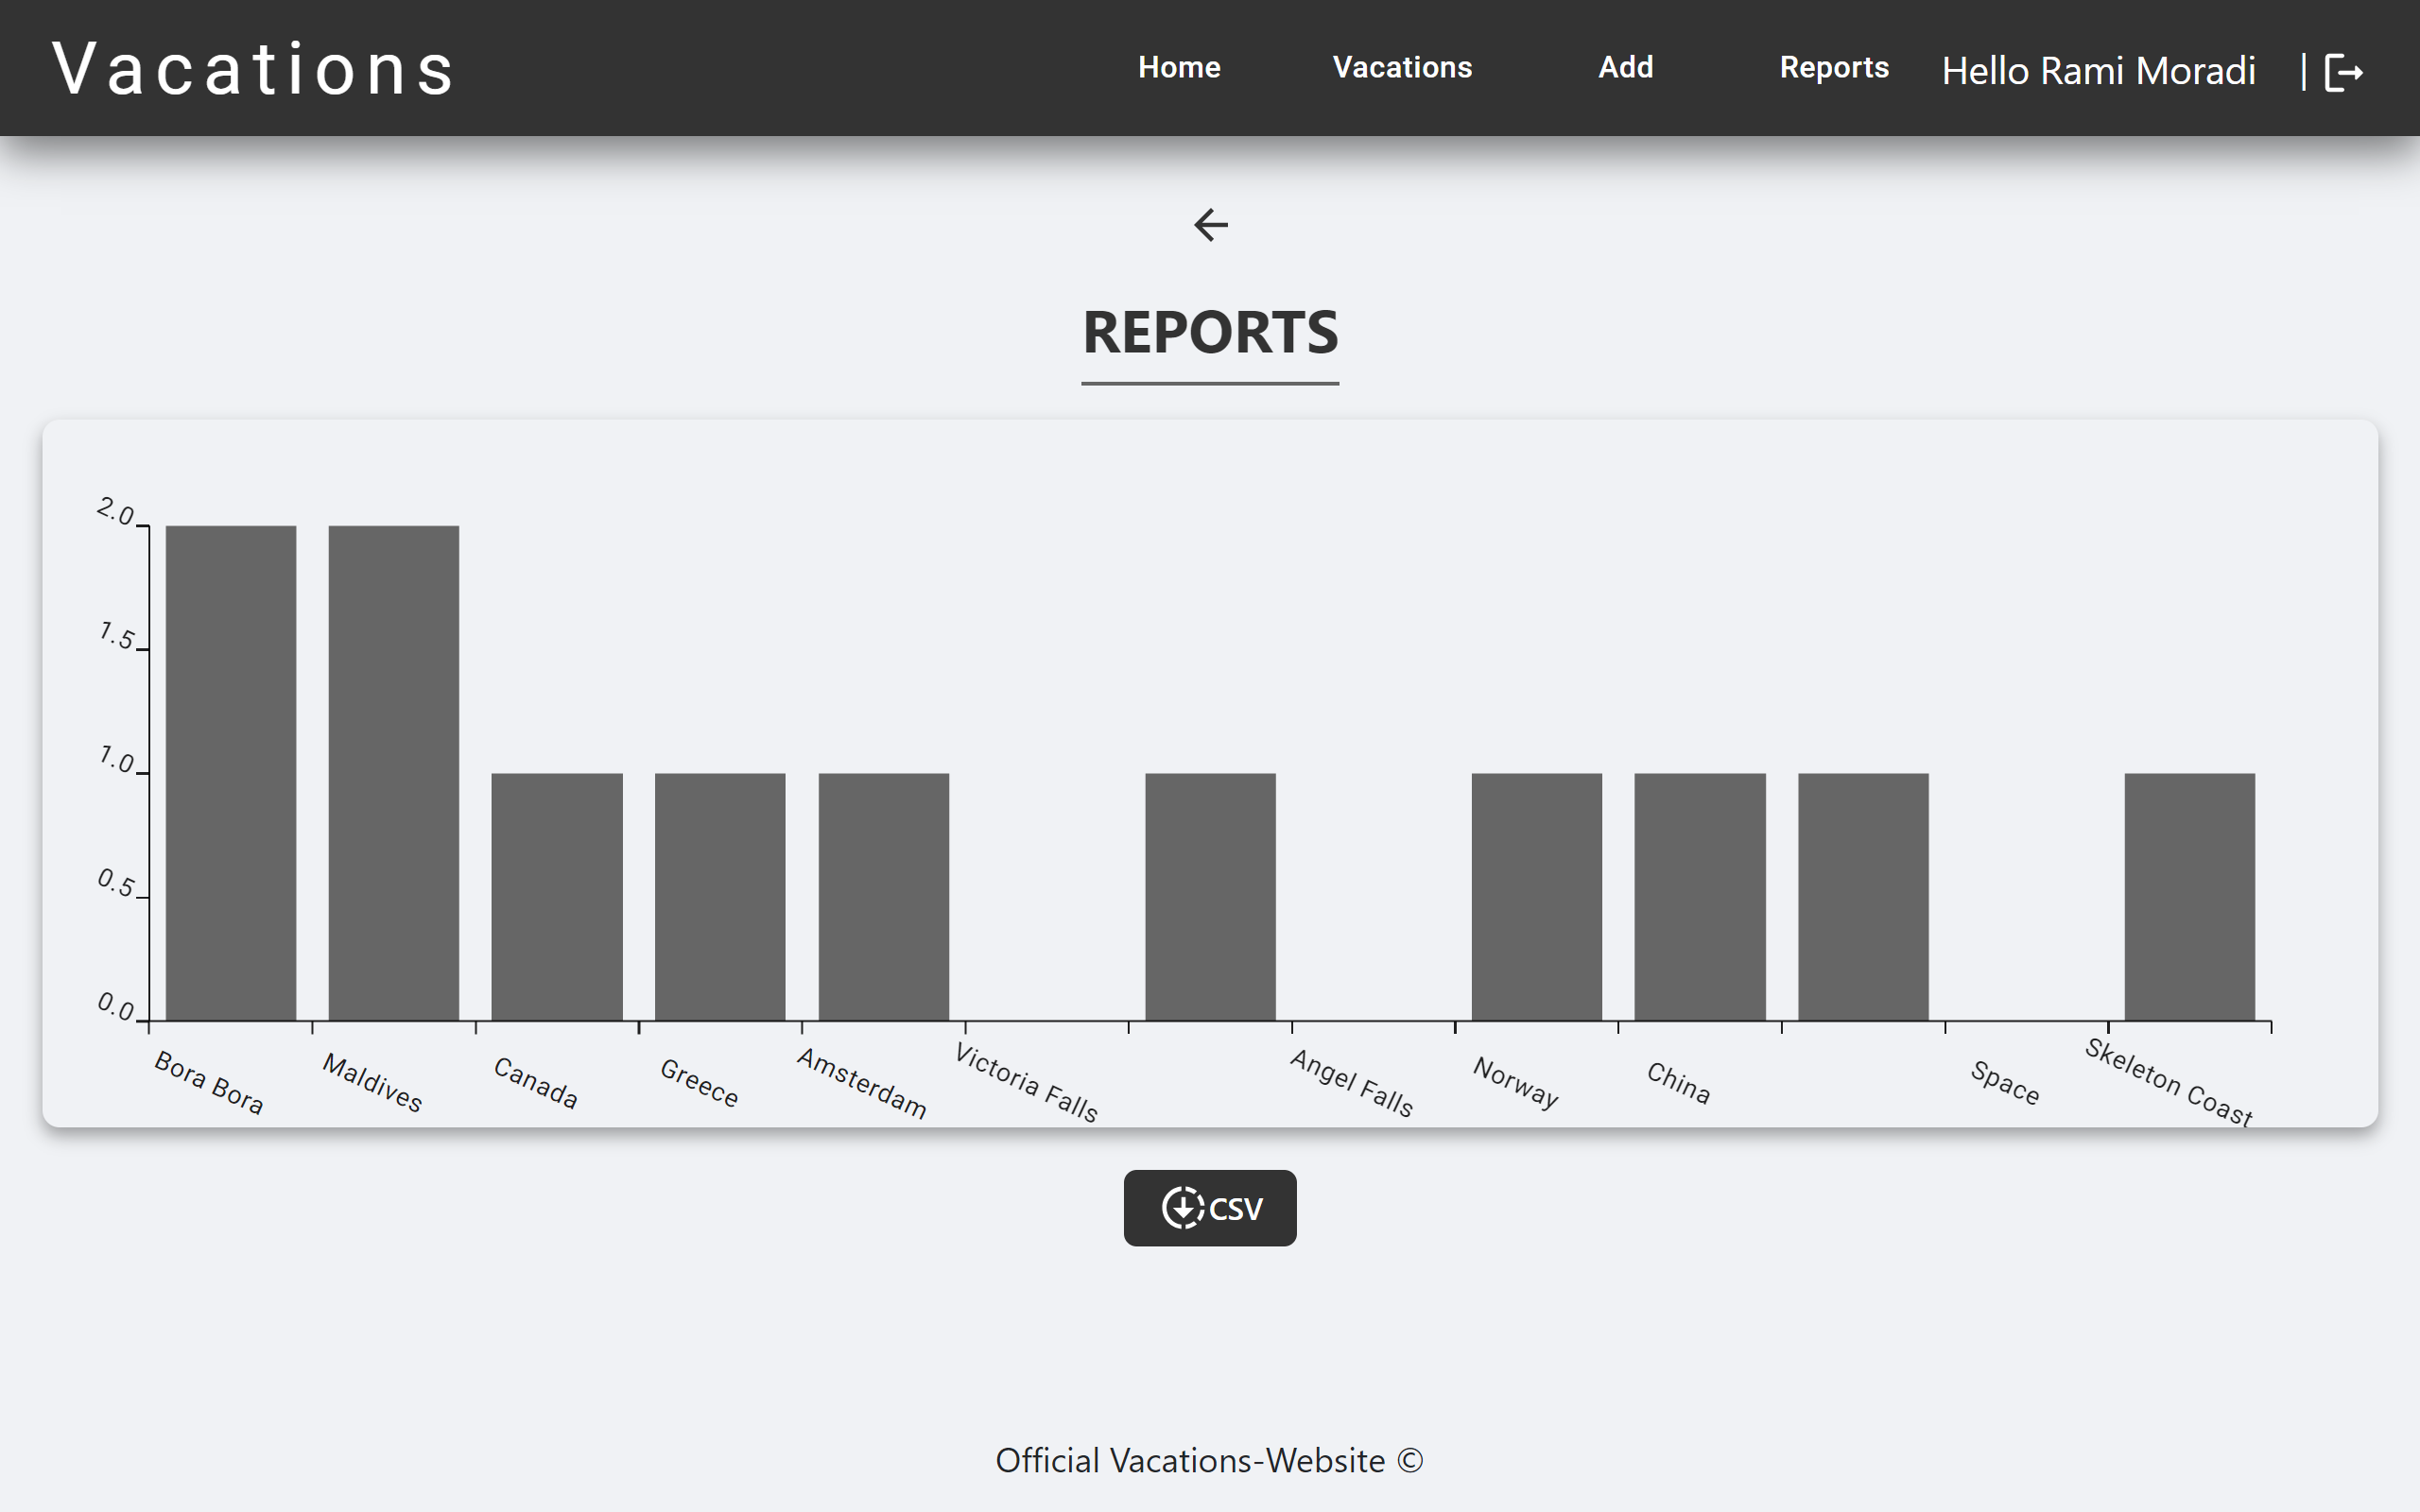 Vacations
Home Vacations Add Reports Hello Rami Moradi |
REPORTS
2.0
1.5
1.0
0.5
0.0
Bora Bora Maldives Canada Greece Amsterdam Victoria Falls Angel Falls Norway China Space Skeleton Coast
CSV
Official Vacations-Website ©